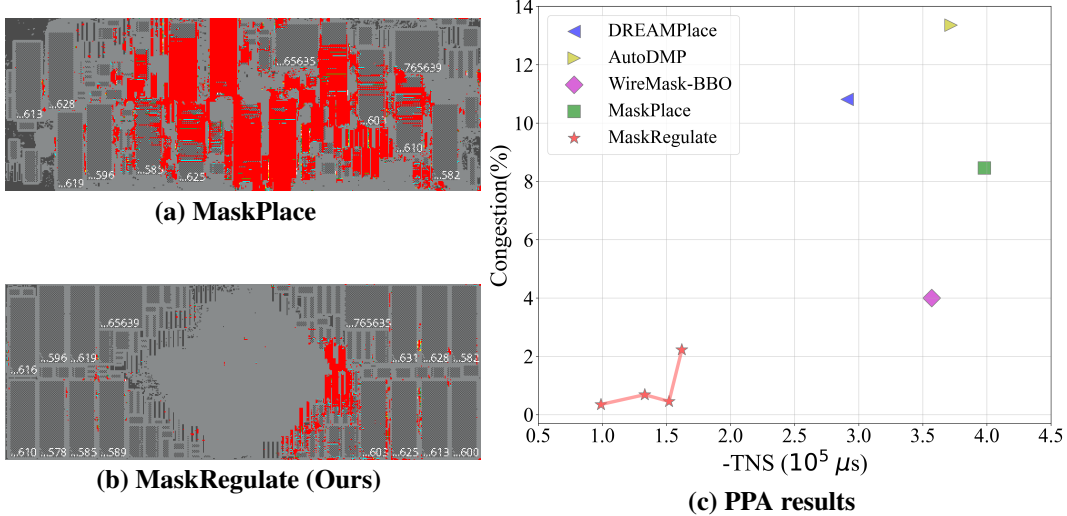 ...65635
765639
...628
...613
...603
...610
...585
...596
...625
...619
...582
(a) MaskPlace
...65639
765635
...596 ...619
...631 ...628 ...582
...616
...610 ...578 ...585 ...589
...603 ...625 ...613 ...600
(b) MaskRegulate (Ours)
14
12
10
8
6
4
2
0
Congestion(%)
DREAMPlace
AutoDMP
WireMask-BBO
MaskPlace
MaskRegulate
0.5 1.0 1.5 2.0 2.5 3.0 3.5 4.0 4.5
-TNS (10⁵ μs)
(c) PPA results